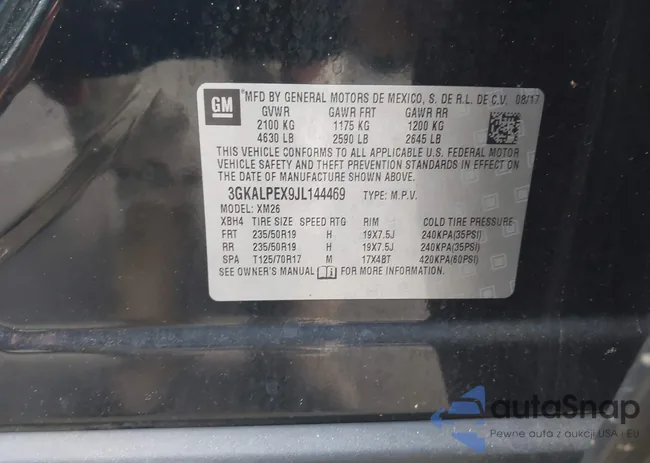 GM MFD BY GENERAL MOTORS DE MEXICO, S. DE R.L. DE C.V. 08/17
GVWR GAWR FRT GAWR RR
2100 KG 1175 KG 1200 KG
4630 LB 2590 LB 2645 LB
THIS VEHICLE CONFORMS TO ALL APPLICABLE U.S. FEDERAL MOTOR
VEHICLE SAFETY AND THEFT PREVENTION STANDARDS IN EFFECT ON
THE DATE OF MANUFACTURE SHOWN ABOVE.
3GKALPEX9JL144469 TYPE: M.P.V.
MODEL: XM26
XBH4 TIRE SIZE SPEED RTG RIM COLD TIRE PRESSURE
FRT 235/50R19 H 19X7.5J 240KPA(35PSI)
RR 235/50R19 H 19X7.5J 240KPA(35PSI)
SPA T125/70R17 M 17X4BT 420KPA(60PSI)
SEE OWNER'S MANUAL FOR MORE INFORMATION.
autoSnap
Pewne auta z aukcji USA i EU